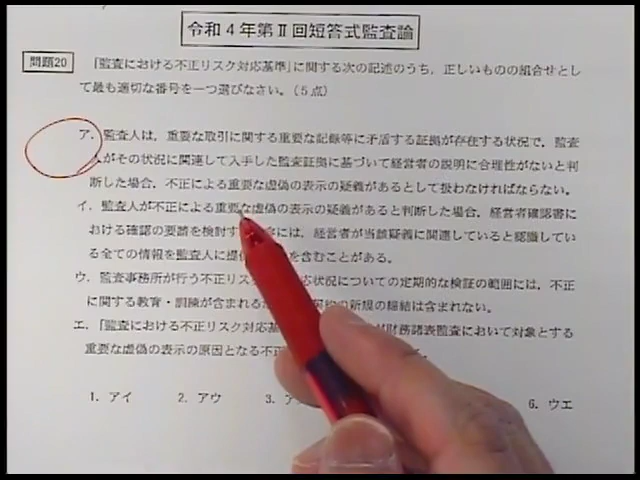 令和4年第Ⅱ回短答式監査論
問題20 「監査における不正リスク対応基準」に関する次の記述のうち，正しいものの組合せとし
て最も適切な番号を一つ選びなさい。（5点）
ア．監査人は，重要な取引に関する重要な記録等に矛盾する証拠が存在する状況で，監査
人がその状況に関連して入手した監査証拠に基づいて経営者の説明に合理性がないと判
断した場合，不正による重要な虚偽の表示の疑義があるとして扱わなければならない。
イ．監査人が不正による重要な虚偽の表示の疑義があると判断した場合，経営者確認書に
おける確認の要請を検討す には，経営者が当該疑義に関連していると認識してい
る全ての情報を監査人に提 を含むことがある。
ウ．監査事務所が行う不正リスク 応状況についての定期的な検証の範囲には，不正
に関する教育・訓練が含まれる 契約の新規の締結は含まれない。
エ．「監査における不正リスク対応基 財務諸表監査において対象とする
重要な虚偽の表示の原因となる不
1．アイ 2．アウ 3． 6．ウエ